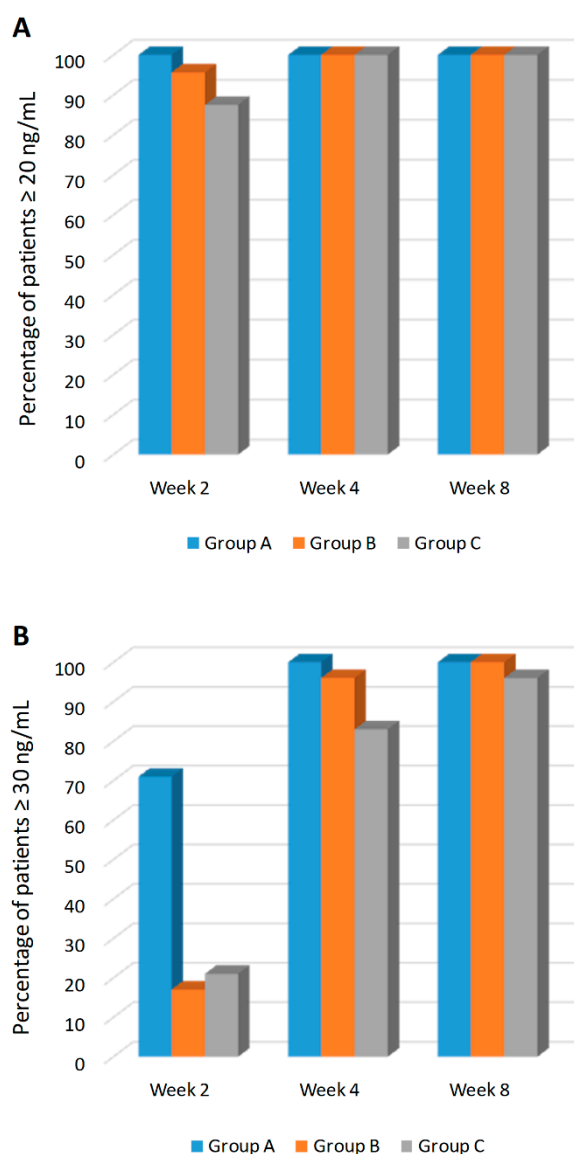 A
Percentage of patients ≥ 20 ng/mL
100
90
80
70
60
50
40
30
20
10
0
Week 2 Week 4 Week 8
Group A Group B Group C
B
Percentage of patients ≥ 30 ng/mL
100
90
80
70
60
50
40
30
20
10
0
Week 2 Week 4 Week 8
Group A Group B Group C